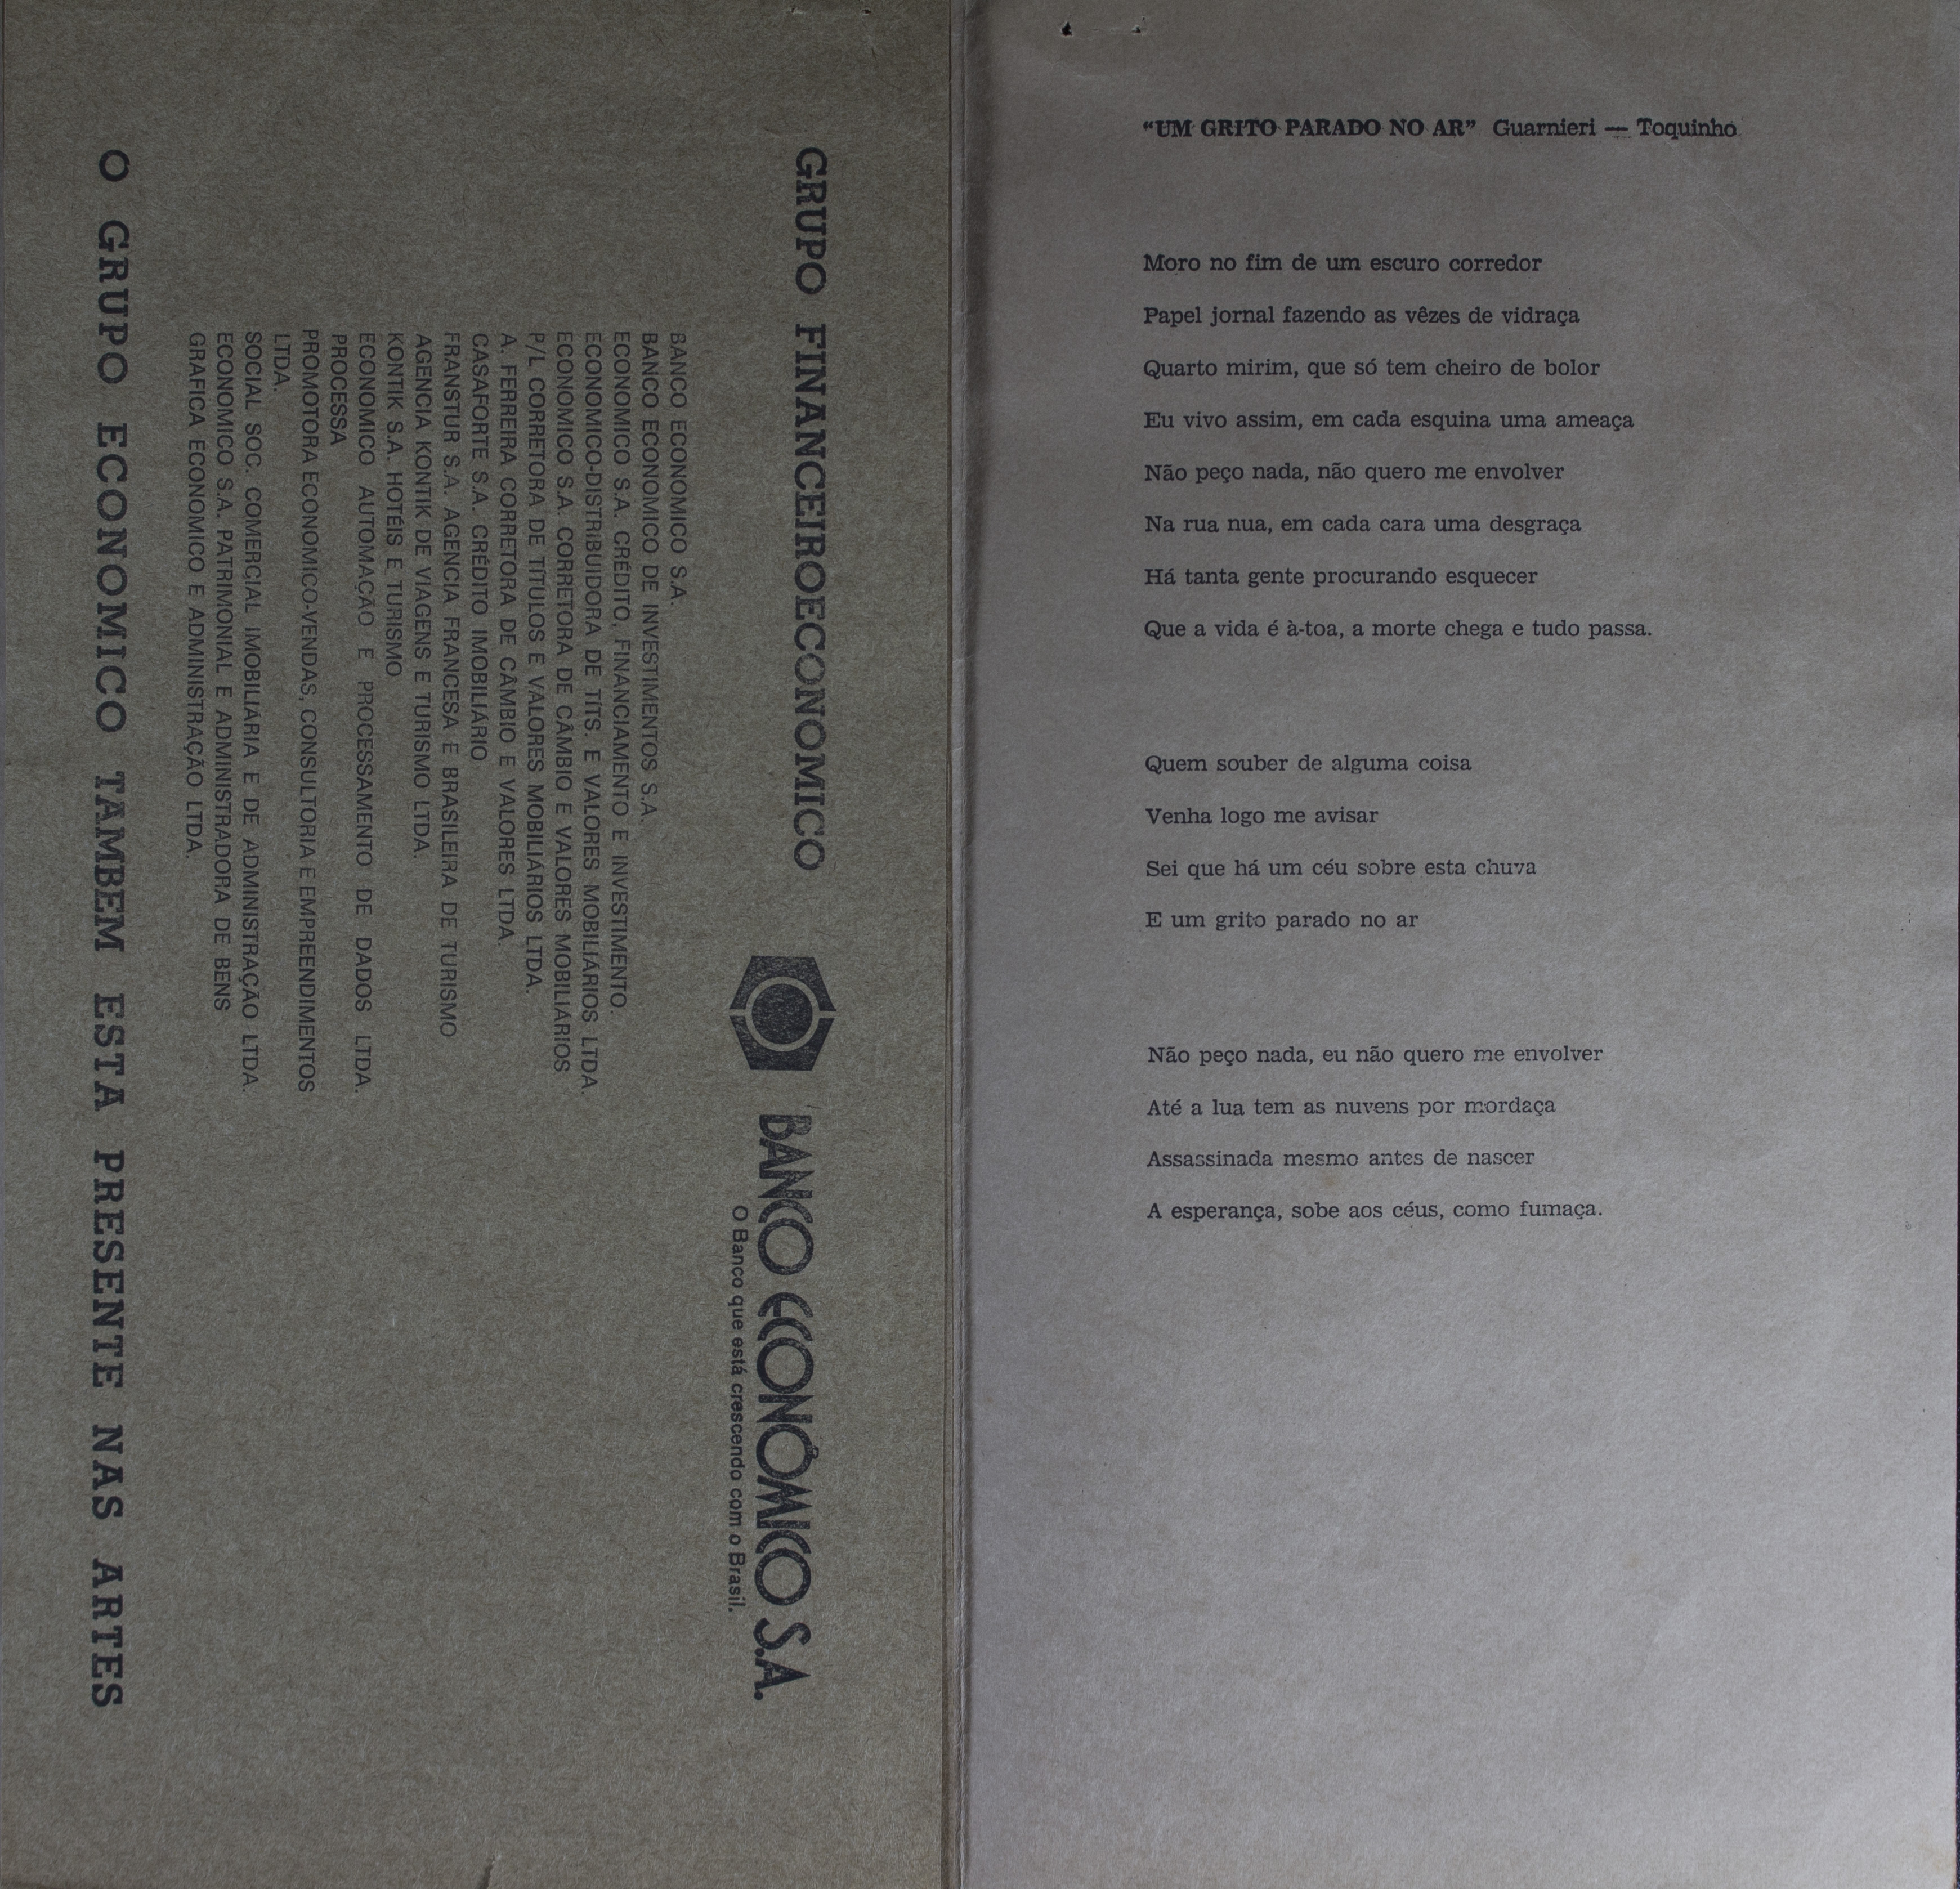 GRUPO FINANCEIROECONOMICO
BANCO ECONÔMICO S.A.
O Banco que está crescendo com o Brasil.
BANCO ECONOMICO S.A.
BANCO ECONOMICO DE INVESTIMENTOS S.A.
ECONOMICO S.A. CRÉDITO, FINANCIAMENTO E INVESTIMENTO.
ECONOMICO-DISTRIBUIDORA DE TÍTS. E VALORES MOBILIÁRIOS LTDA.
ECONOMICO S.A. CORRETORA DE CÂMBIO E VALORES MOBILIÁRIOS
P/L CORRETORA DE TÍTULOS E VALORES MOBILIÁRIOS LTDA.
A. FERREIRA CORRETORA DE CÂMBIO E VALORES LTDA.
CASAFORTE S.A. CRÉDITO IMOBILIÁRIO
FRANSTUR S.A. AGENCIA FRANCESA E BRASILEIRA DE TURISMO
AGENCIA KONTIK DE VIAGENS E TURISMO LTDA.
KONTIK S.A. HOTÉIS E TURISMO
ECONOMICO AUTOMAÇÃO E PROCESSAMENTO DE DADOS LTDA.
PROCESSA
PROMOTORA ECONOMICO-VENDAS, CONSULTORIA E EMPREENDIMENTOS
LTDA.
SOCIAL SOC. COMERCIAL IMOBILIÁRIA E DE ADMINISTRAÇÃO LTDA.
ECONOMICO S.A. PATRIMONIAL E ADMINISTRADORA DE BENS
GRAFICA ECONOMICO E ADMINISTRAÇÃO LTDA.
O GRUPO ECONOMICO TAMBEM ESTA PRESENTE NAS ARTES
“UM GRITO PARADO NO AR” Guarnieri — Toquinho
Moro no fim de um escuro corredor
Papel jornal fazendo as vêzes de vidraça
Quarto mirim, que só tem cheiro de bolor
Eu vivo assim, em cada esquina uma ameaça
Não peço nada, não quero me envolver
Na rua nua, em cada cara uma desgraça
Há tanta gente procurando esquecer
Que a vida é à-toa, a morte chega e tudo passa.
Quem souber de alguma coisa
Venha logo me avisar
Sei que há um céu sobre esta chuva
E um grito parado no ar
Não peço nada, eu não quero me envolver
Até a lua tem as nuvens por mordaça
Assassinada mesmo antes de nascer
A esperança, sobe aos céus, como fumaça.